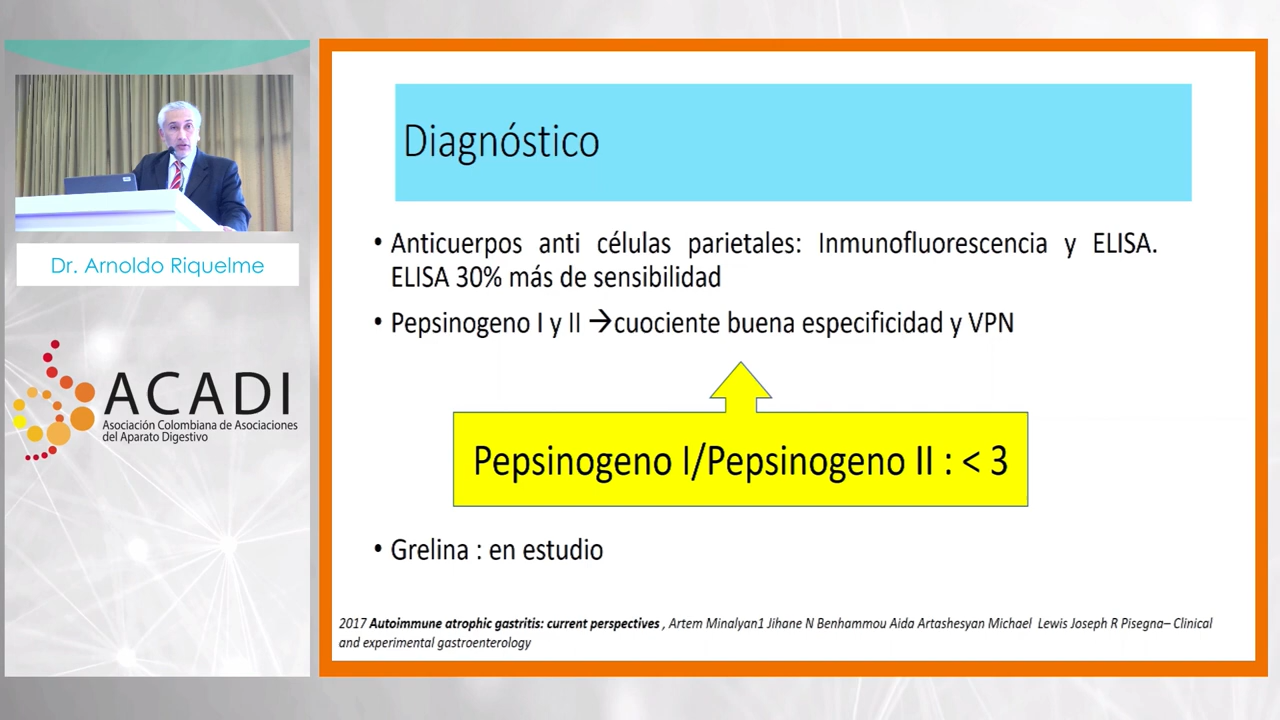 Dr. Arnoldo Riquelme
ACADI
Asociación Colombiana de Asociaciones
del Aparato Digestivo
Diagnóstico
• Anticuerpos anti células parietales: Inmunofluorescencia y ELISA.
ELISA 30% más de sensibilidad
• Pepsinogeno I y II →cuociente buena especificidad y VPN
Pepsinogeno I/Pepsinogeno II : < 3
• Grelina : en estudio
2017 Autoimmune atrophic gastritis: current perspectives , Artem Minalyan1 Jihane N Benhammou Aida Artashesyan Michael Lewis Joseph R Pisegna– Clinical
and experimental gastroenterology